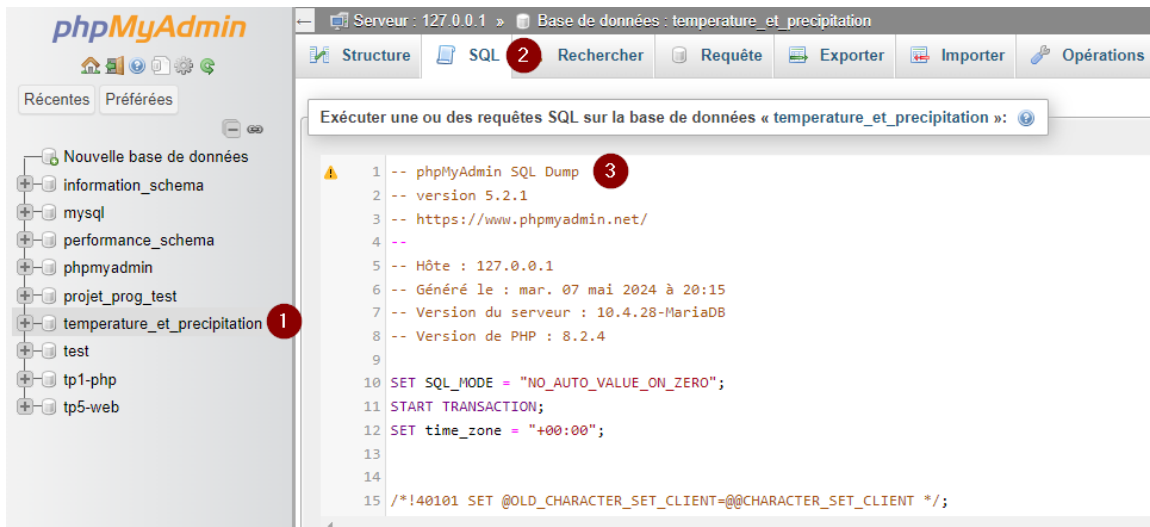 phpMyAdmin
Récentes Préférées
Nouvelle base de données
information_schema
mysql
performance_schema
phpmyadmin
projet_prog_test
temperature_et_precipitation 1
test
tp1-php
tp5-web
← Serveur : 127.0.0.1 » Base de données : temperature_et_precipitation
Structure SQL 2 Rechercher Requête Exporter Importer Opérations
Exécuter une ou des requêtes SQL sur la base de données « temperature_et_precipitation »:
1 -- phpMyAdmin SQL Dump 3
2 -- version 5.2.1
3 -- https://www.phpmyadmin.net/
4 --
5 -- Hôte : 127.0.0.1
6 -- Généré le : mar. 07 mai 2024 à 20:15
7 -- Version du serveur : 10.4.28-MariaDB
8 -- Version de PHP : 8.2.4
9
10 SET SQL_MODE = "NO_AUTO_VALUE_ON_ZERO";
11 START TRANSACTION;
12 SET time_zone = "+00:00";
13
14
15 /*!40101 SET @OLD_CHARACTER_SET_CLIENT=@@CHARACTER_SET_CLIENT */;